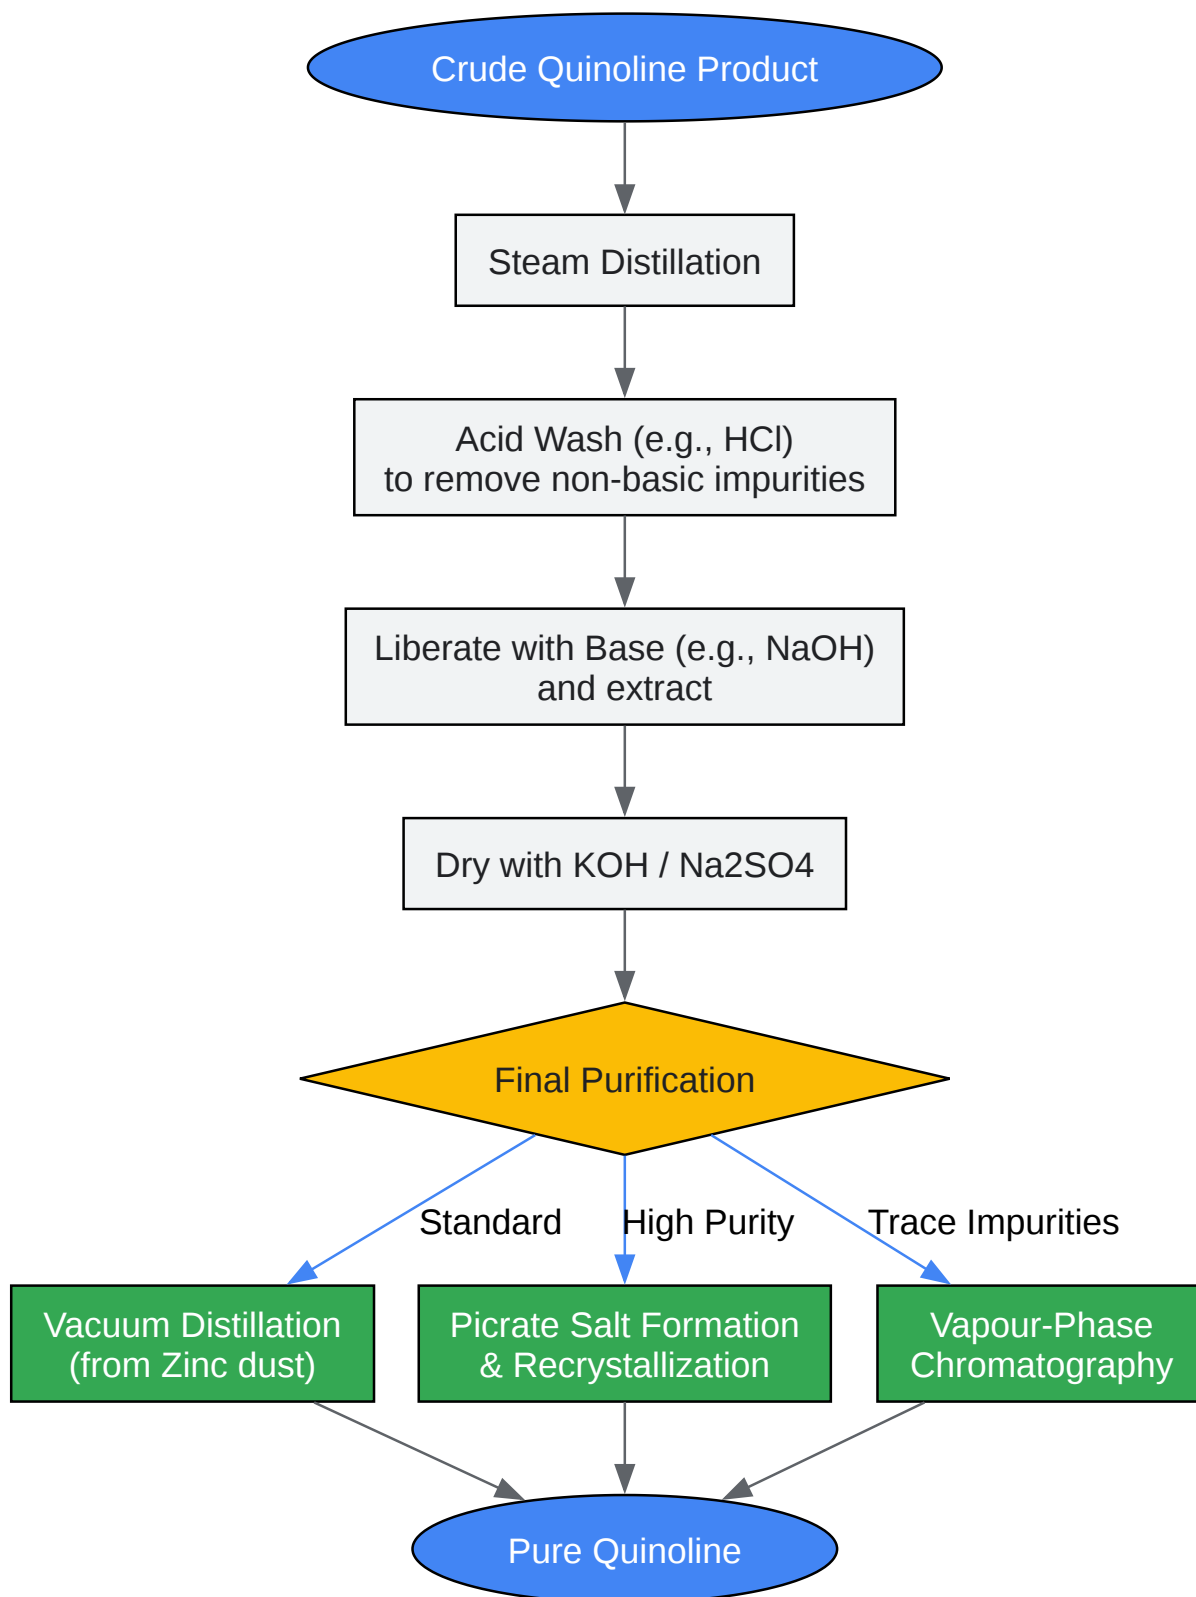 Crude Quinoline Product
Steam Distillation
Acid Wash (e.g., HCl)
to remove non-basic impurities
Liberate with Base (e.g., NaOH)
and extract
Dry with KOH / Na2SO4
Final Purification
Standard
High Purity
Trace Impurities
Vacuum Distillation
(from Zinc dust)
Picrate Salt Formation
& Recrystallization
Vapour-Phase
Chromatography
Pure Quinoline